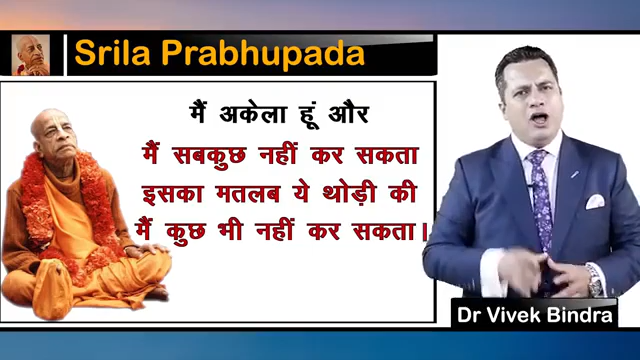 Srila Prabhupada
मैं अकेला हूं और
मैं सबकुछ नहीं कर सकता
इसका मतलब ये थोड़ी की
मैं कुछ भी नहीं कर सकता।
Dr Vivek Bindra